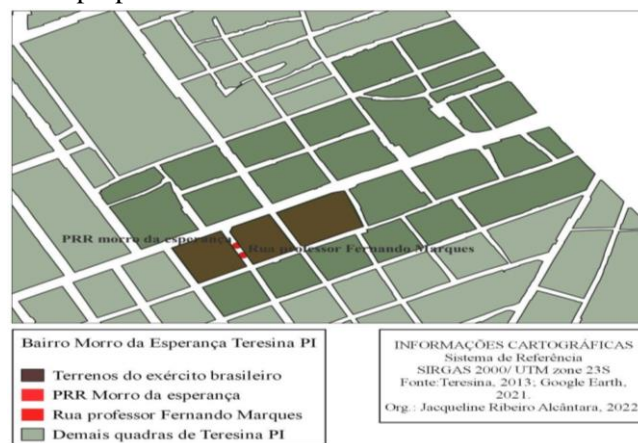 PRR morro da esperança
Rua professor Fernando Marques
Bairro Morro da Esperança Teresina PI
Terrenos do exército brasileiro
PRR Morro da esperança
Rua professor Fernando Marques
Demais quadras de Teresina PI
INFORMAÇÕES CARTOGRÁFICAS
Sistema de Referência
SIRGAS 2000/ UTM zone 23S
Fonte:Teresina, 2013; Google Earth,
2021.
Org.: Jacqueline Ribeiro Alcântara, 2022